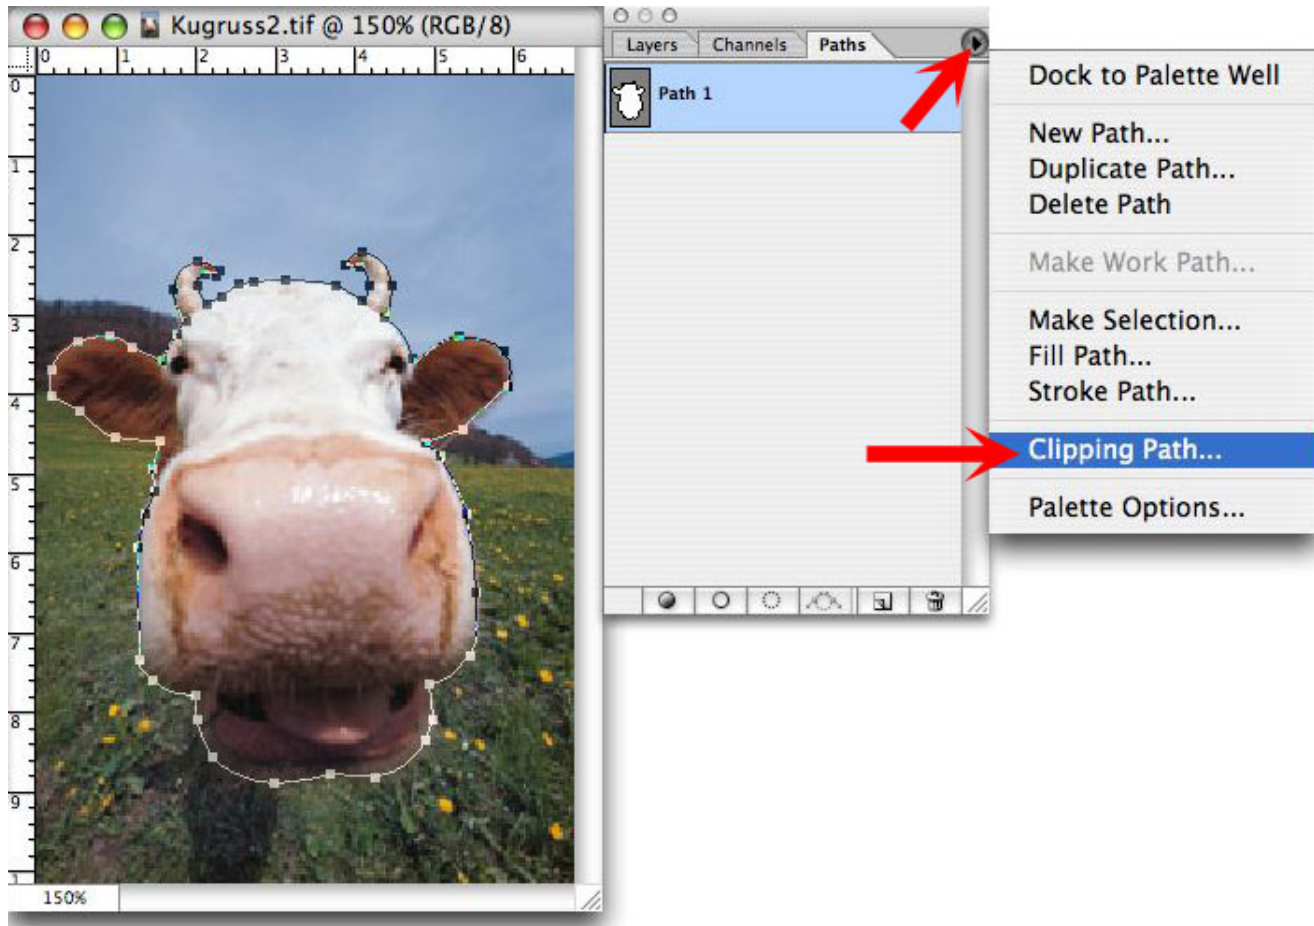 Kugruss2.tif @ 150% (RGB/8)
0 1 2 3 4 5 6
0
1
2
3
4
5
6
7
8
9
1
150%
Layers Channels Paths
Path 1
Dock to Palette Well
New Path...
Duplicate Path...
Delete Path
Make Work Path...
Make Selection...
Fill Path...
Stroke Path...
Clipping Path...
Palette Options...